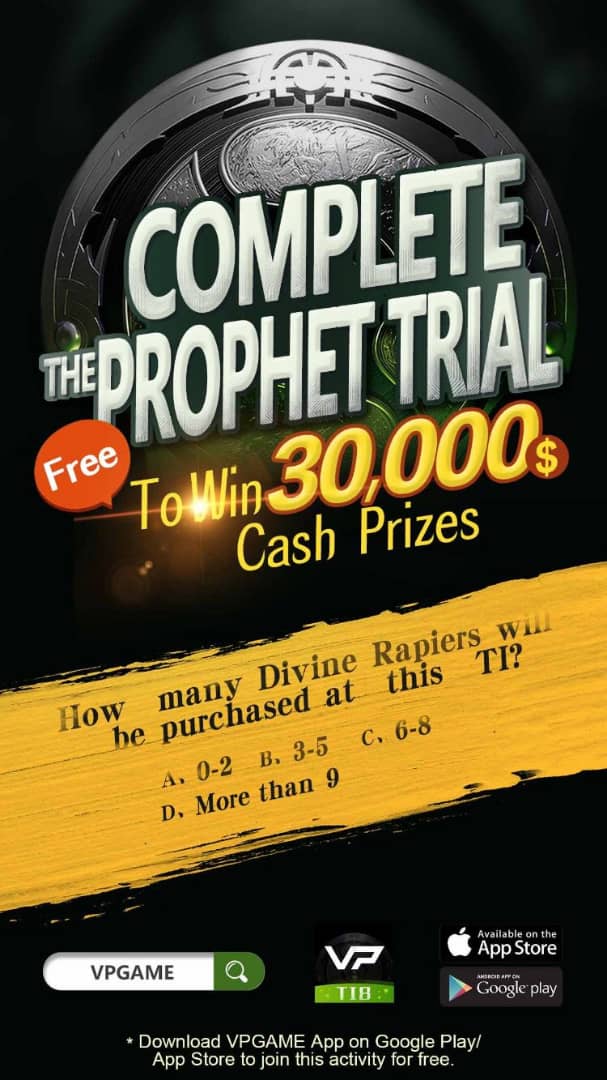 COMPLETE
THE PROPHET TRIAL
Free
To Win 30,000$
Cash Prizes
How many Divine Rapiers will
be purchased at this TI?
A、0-2 B、3-5 C、6-8
D、More than 9
VPGAME
VP
TI8
Available on the
App Store
ANDROID APP ON
Google play
* Download VPGAME App on Google Play/
App Store to join this activity for free.